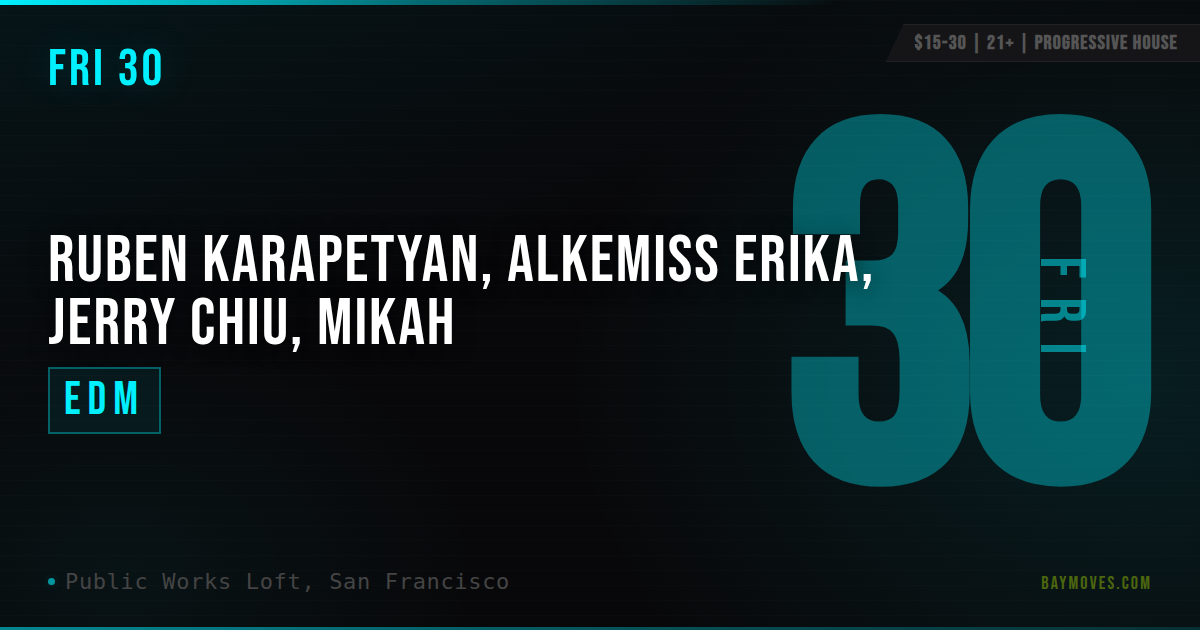 FRI 30
$15-30 | 21+ | PROGRESSIVE HOUSE
30
FRI
RUBEN KARAPETYAN, ALKEMISS ERIKA,
JERRY CHIU, MIKAH
EDM
Public Works Loft, San Francisco
BAYMOVES.COM